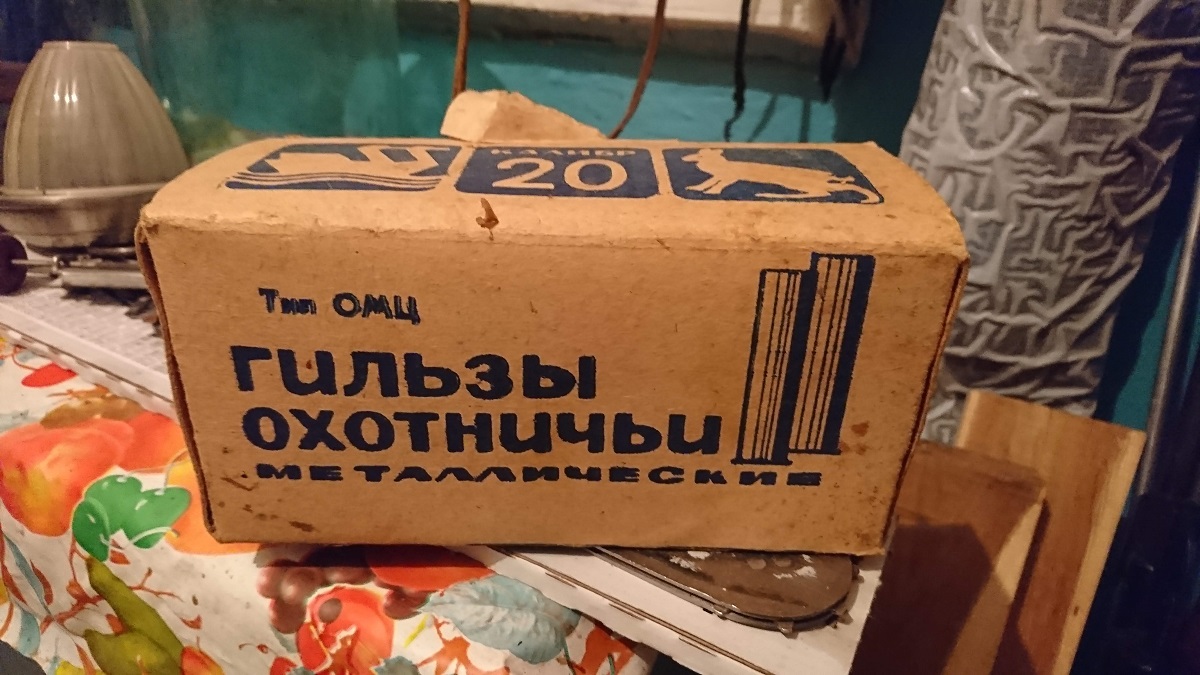 КАЛИБР
20
Тип ОМЦ
ГИЛЬЗЫ
ОХОТНИЧЬИ
МЕТАЛЛИЧЕСКИЕ